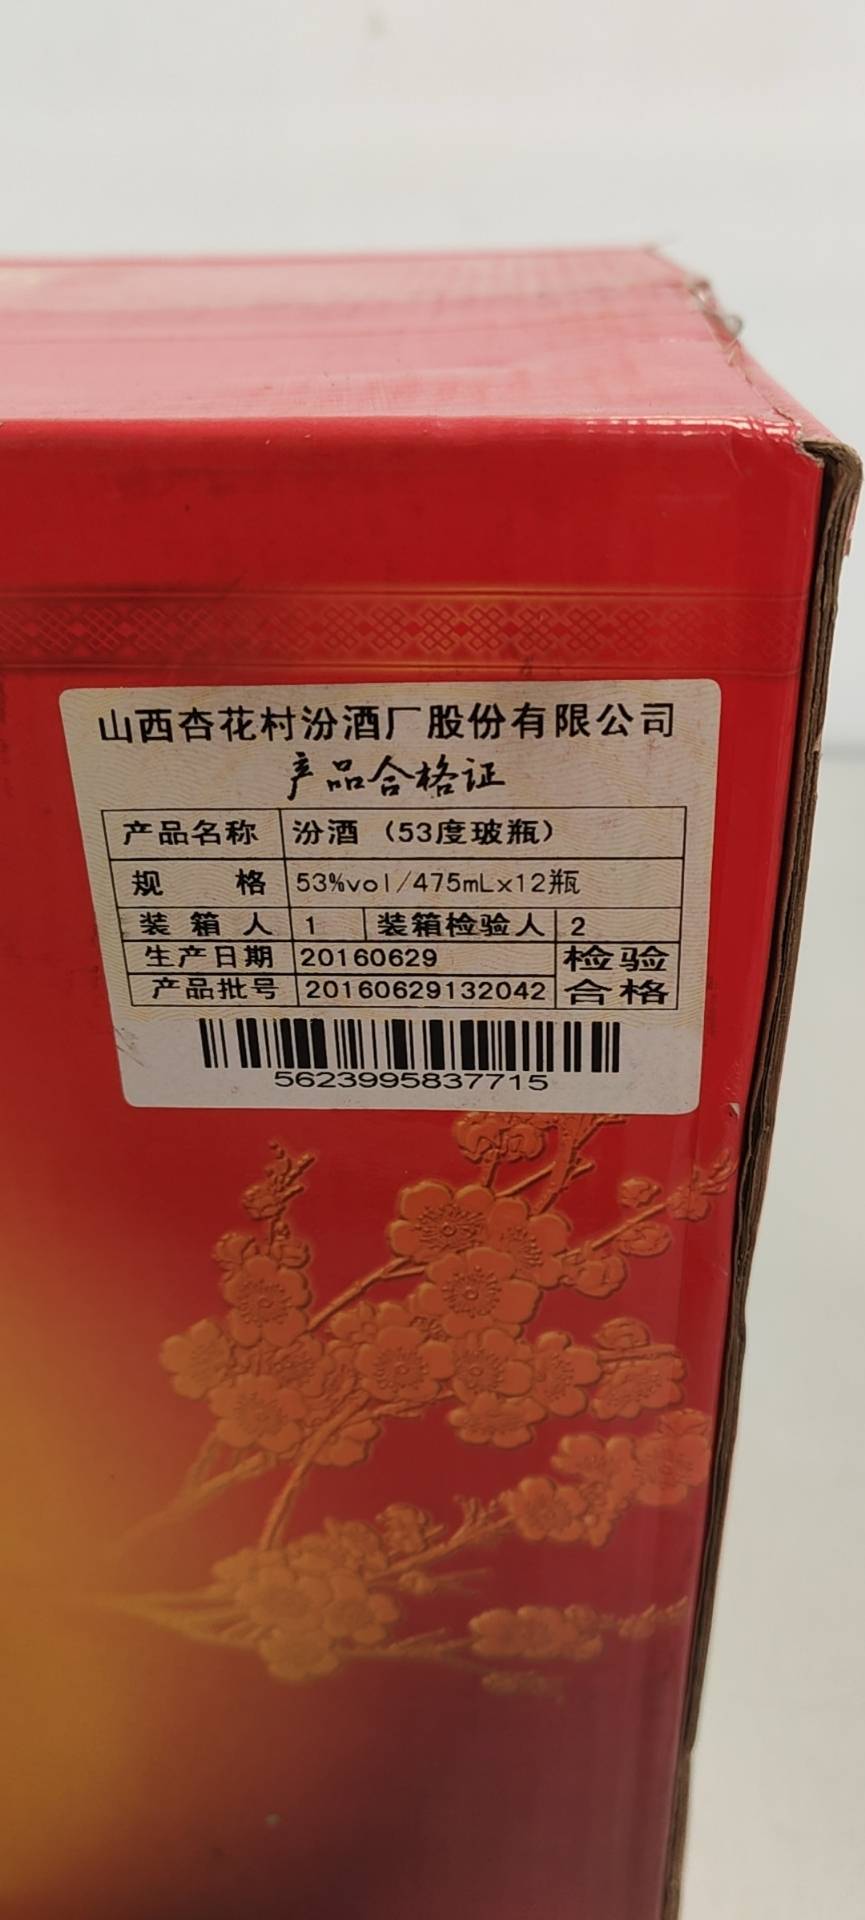 山西杏花村汾酒厂股份有限公司
产品合格证
产品名称 汾酒（53度玻瓶）
规 格 53%vol/475mLx12瓶
装箱人 1 装箱检验人 2
生产日期 20160629 检验
产品批号 20160629132042 合格
5623995837715